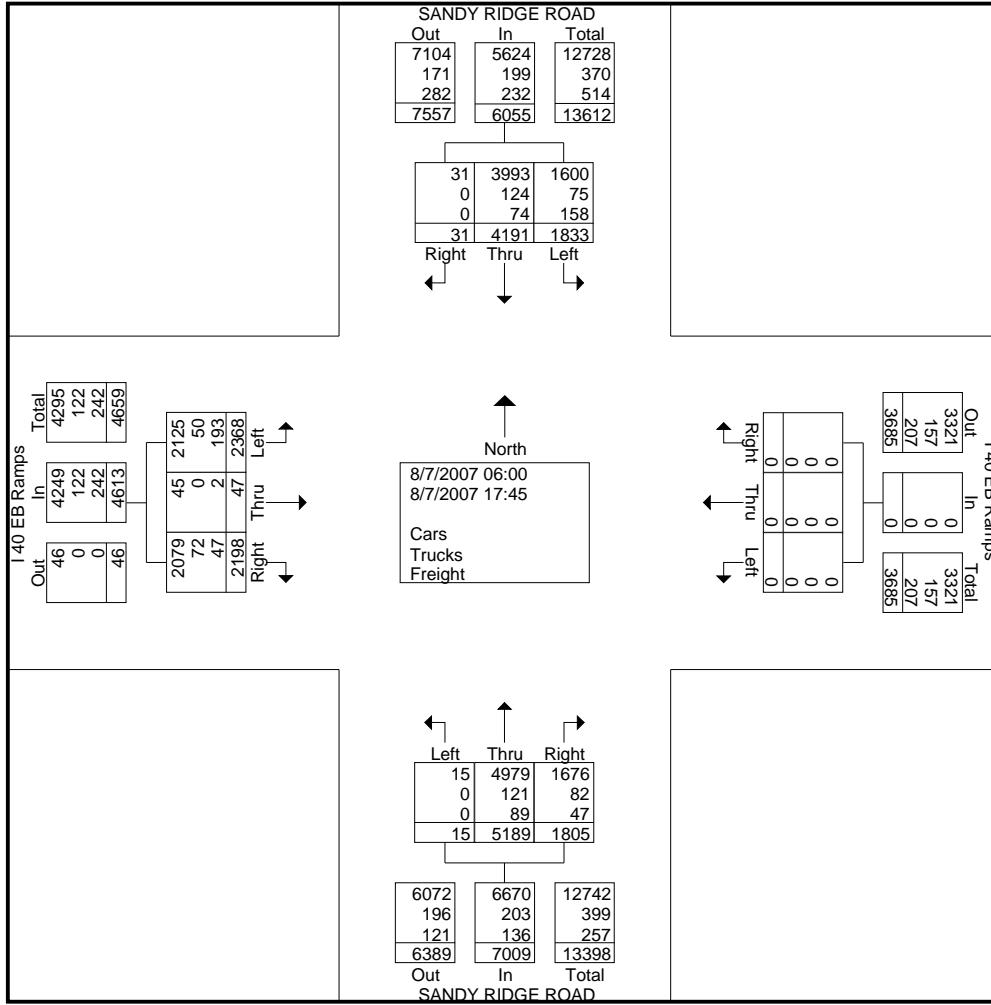 SANDY RIDGE ROAD
Out In Total
7104 5624 12728
171 199 370
282 232 514
7557 6055 13612
31 3993 1600
0 124 75
0 74 158
31 4191 1833
Right Thru Left
I 40 EB Ramps
Total In Out
4295 4249 46
122 122 0
242 242 0
4659 4613 46
2125 45 2079
50 0 72
193 2 47
2368 47 2198
Left Thru Right
North
8/7/2007 06:00
8/7/2007 17:45
Cars
Trucks
Freight
Right Thru Left
0 0 0
0 0 0
0 0 0
0 0 0
I 40 EB Ramps
Out In Total
3321 0 3321
157 0 157
207 0 207
3685 0 3685
Left Thru Right
15 4979 1676
0 121 82
0 89 47
15 5189 1805
6072 6670 12742
196 203 399
121 136 257
6389 7009 13398
Out In Total
SANDY RIDGE ROAD